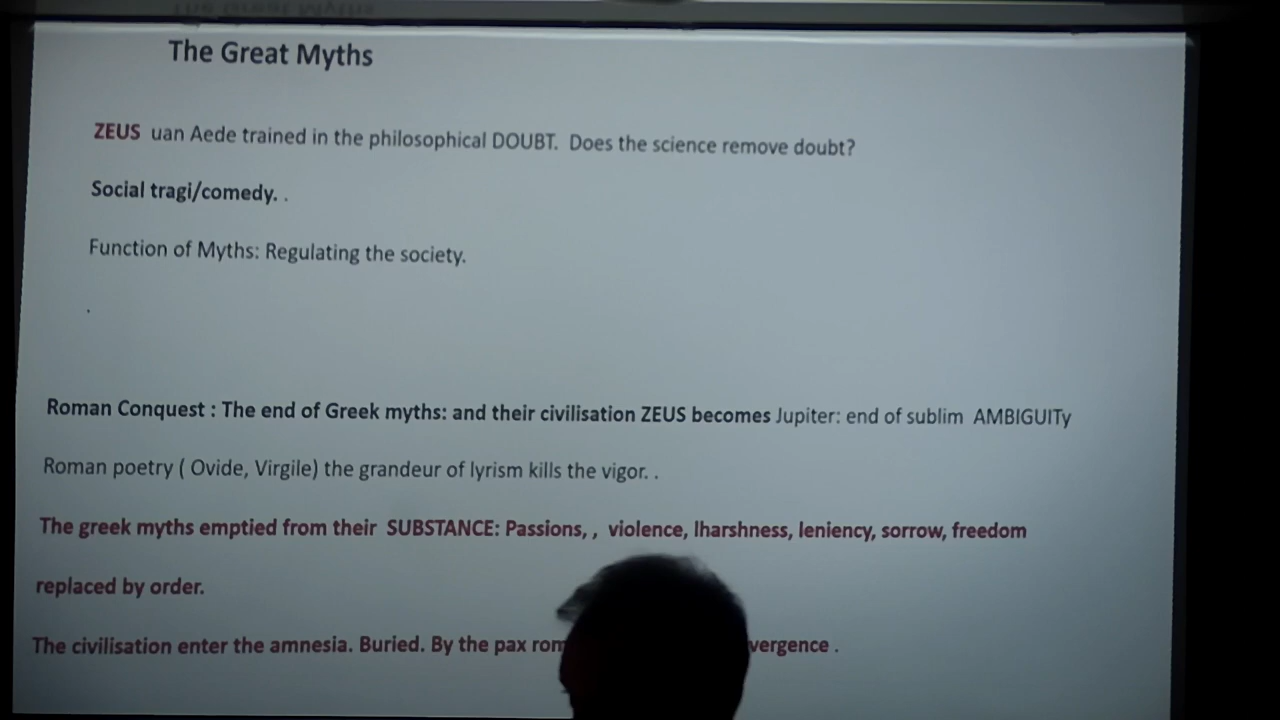 The Great Myths
ZEUS uan Aede trained in the philosophical DOUBT. Does the science remove doubt?
Social tragi/comedy. .
Function of Myths: Regulating the society.
.
Roman Conquest : The end of Greek myths: and their civilisation ZEUS becomes Jupiter: end of sublim AMBIGUITy
Roman poetry ( Ovide, Virgile) the grandeur of lyrism kills the vigor. .
The greek myths emptied from their SUBSTANCE: Passions, , violence, lharshness, leniency, sorrow, freedom
replaced by order.
The civilisation enter the amnesia. Buried. By the pax rom vergence .